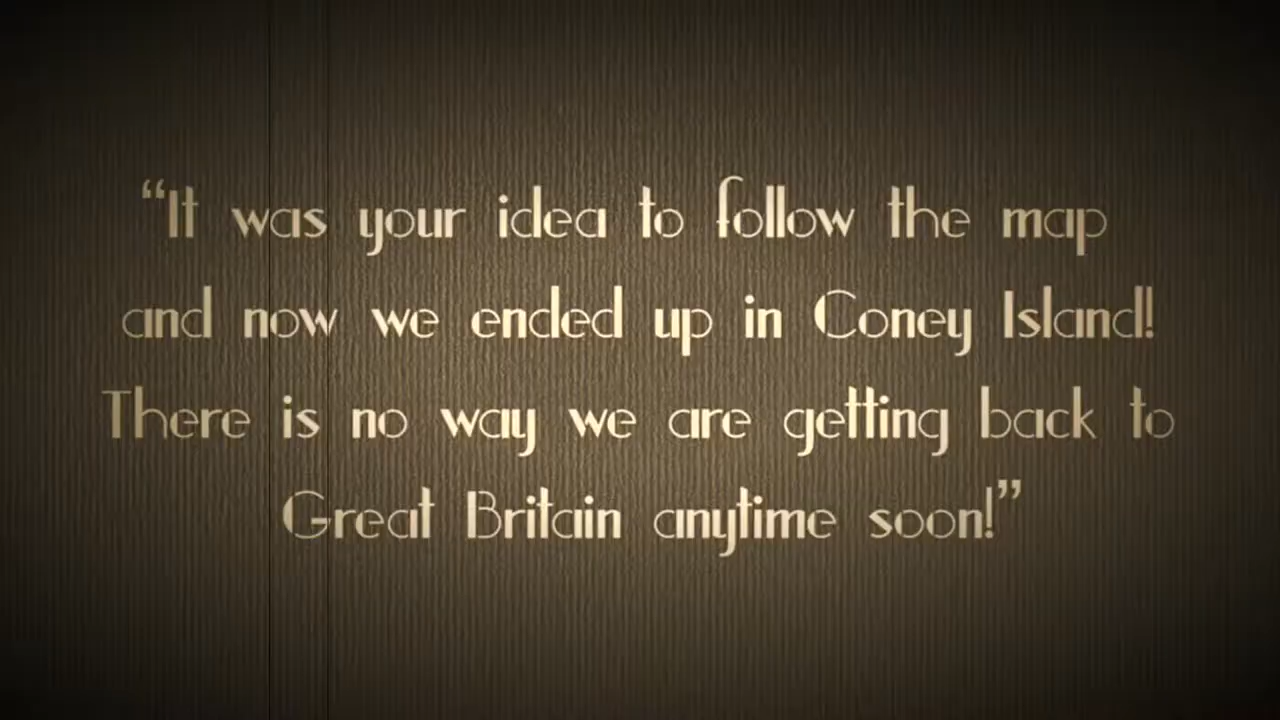 “It was your idea to follow the map
and now we ended up in Coney Island!
There is no way we are getting back to
Great Britain anytime soon!”